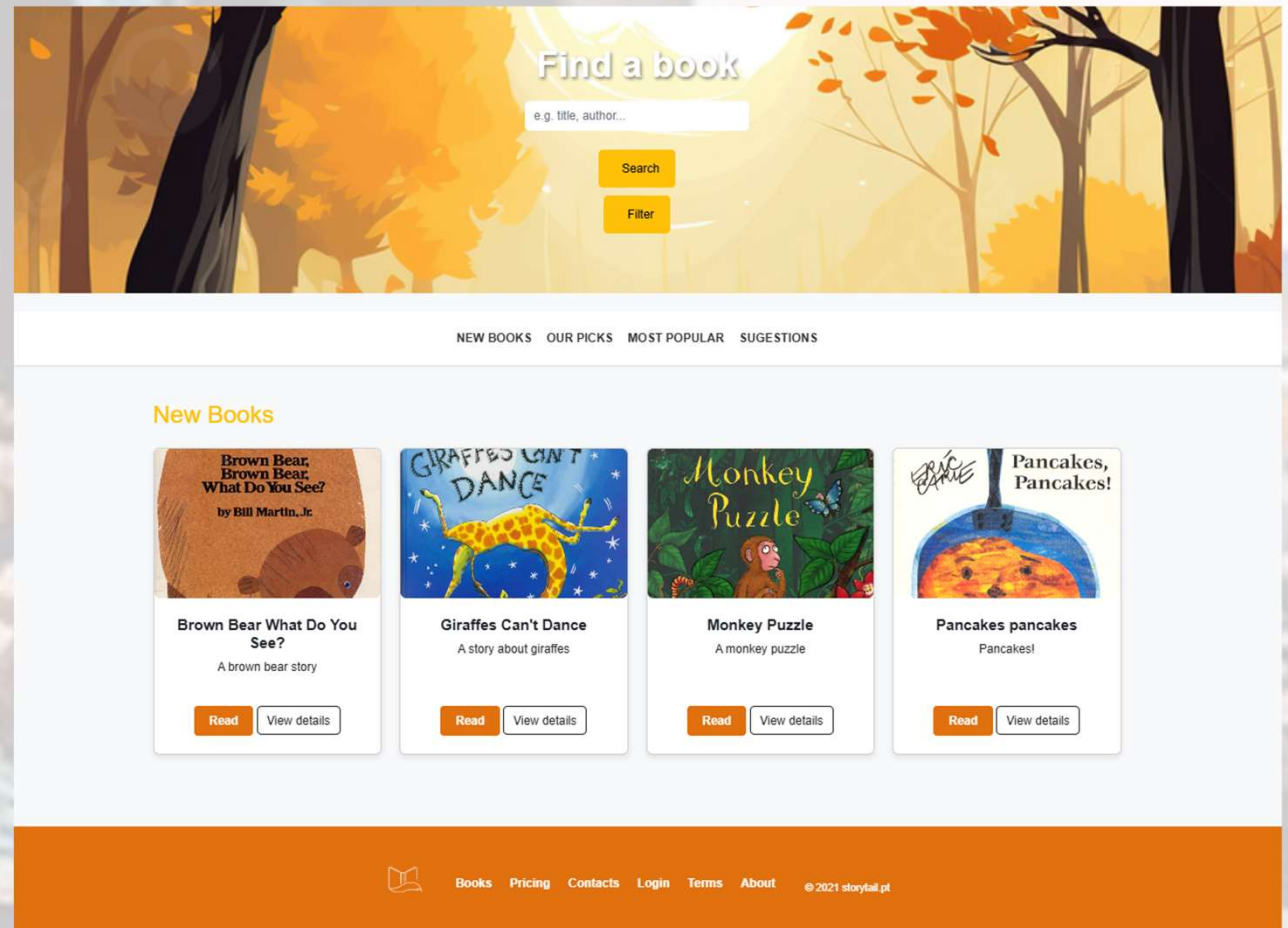 Find a book
e.g. title, author...
Search
Filter
NEW BOOKS OUR PICKS MOST POPULAR SUGESTIONS
New Books
Brown Bear,
Brown Bear,
What Do You See?
by Bill Martin, Jr.
GIRAFFES CAN'T
DANCE
Monkey
Puzzle
ERIC
CARLE
Pancakes,
Pancakes!
Brown Bear What Do You
See?
A brown bear story
Read View details
Giraffes Can't Dance
A story about giraffes
Read View details
Monkey Puzzle
A monkey puzzle
Read View details
Pancakes pancakes
Pancakes!
Read View details
Books Pricing Contacts Login Terms About © 2021 storytail.pt